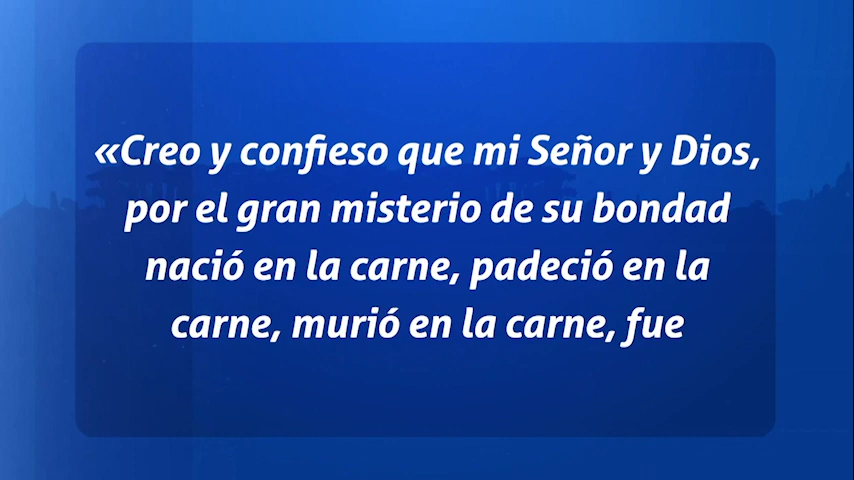 «Creo y confieso que mi Señor y Dios,
por el gran misterio de su bondad
nació en la carne, padeció en la
carne, murió en la carne, fue